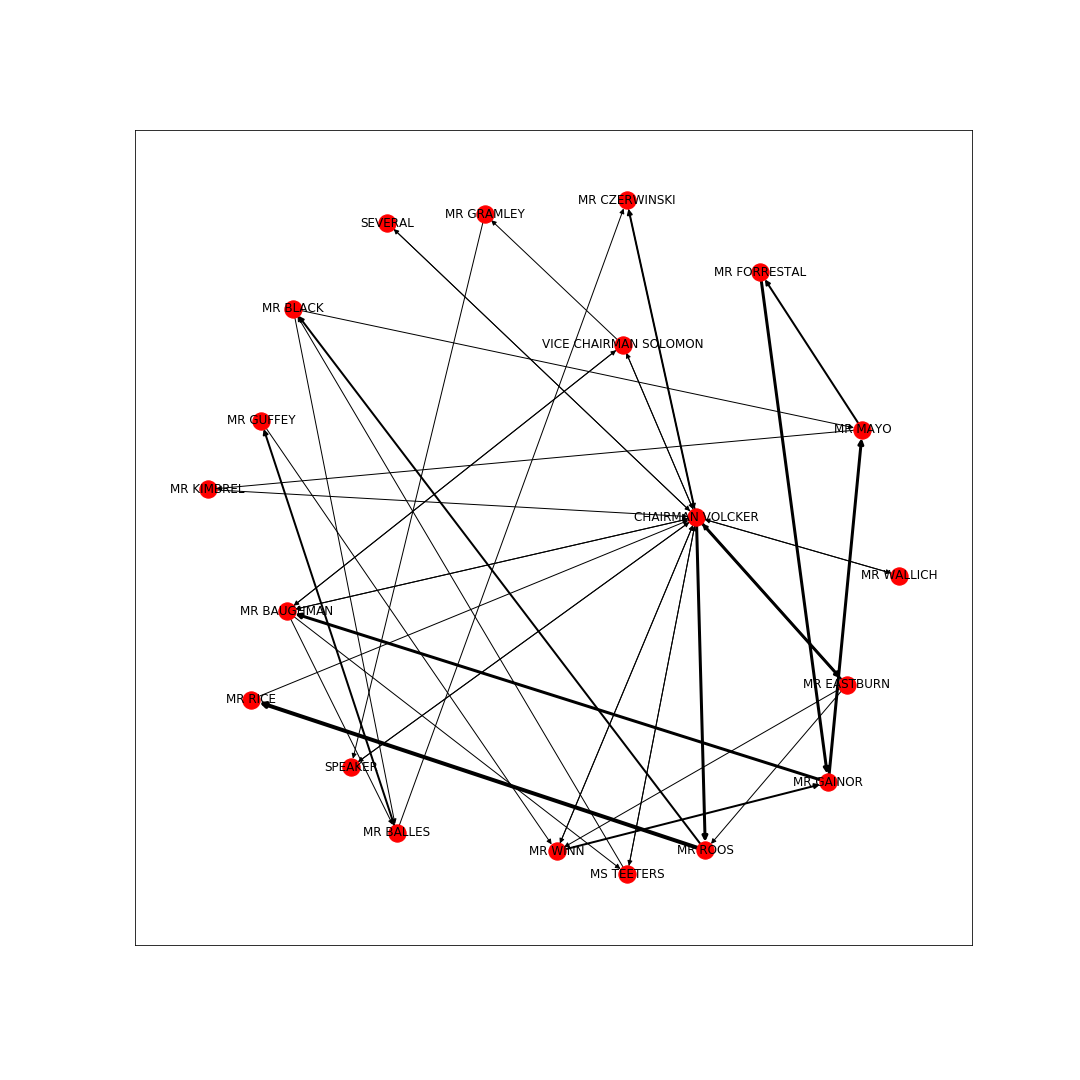 MR CZERWINSKI
MR GRAMLEY
SEVERAL
MR FORRESTAL
MR BLACK
VICE CHAIRMAN SOLOMON
MR GUFFEY
MR MAYO
MR KIMBREL
CHAIRMAN VOLCKER
MR WALLICH
MR BAUGHMAN
MR EASTBURN
MR RICE
SPEAKER
MR GAINOR
MR BALLES
MR WINN
MR ROOS
MS TEETERS